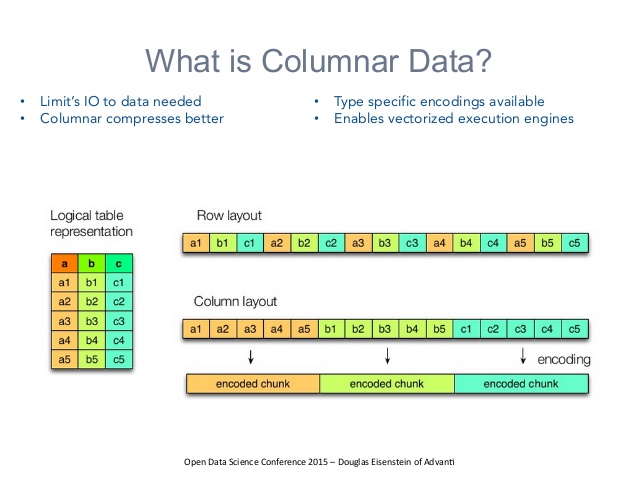 What is Columnar Data?
• Limit's IO to data needed
• Columnar compresses better
• Type specific encodings available
• Enables vectorized execution engines
Logical table
representation
a b c
a1 b1 c1
a2 b2 c2
a3 b3 c3
a4 b4 c4
a5 b5 c5
Row layout
a1 b1 c1 a2 b2 c2 a3 b3 c3 a4 b4 c4 a5 b5 c5
Column layout
a1 a2 a3 a4 a5 b1 b2 b3 b4 b5 c1 c2 c3 c4 c5
encoding
encoded chunk encoded chunk encoded chunk
Open Data Science Conference 2015 – Douglas Eisenstein of Advanti